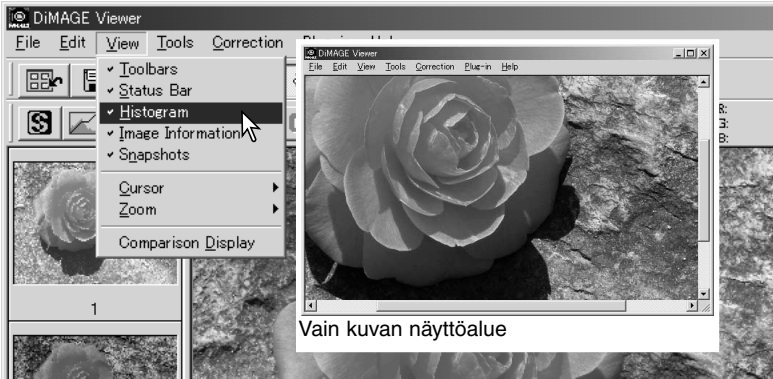 DiMAGE Viewer
File Edit View Tools Correction
Toolbars
Status Bar
Histogram
Image Information
Snapshots
Cursor
Zoom
Comparison Display
DiMAGE Viewer
File Edit View Tools Correction Plug-in Help
R:
G:
B:
S
1
Vain kuvan näyttöalue